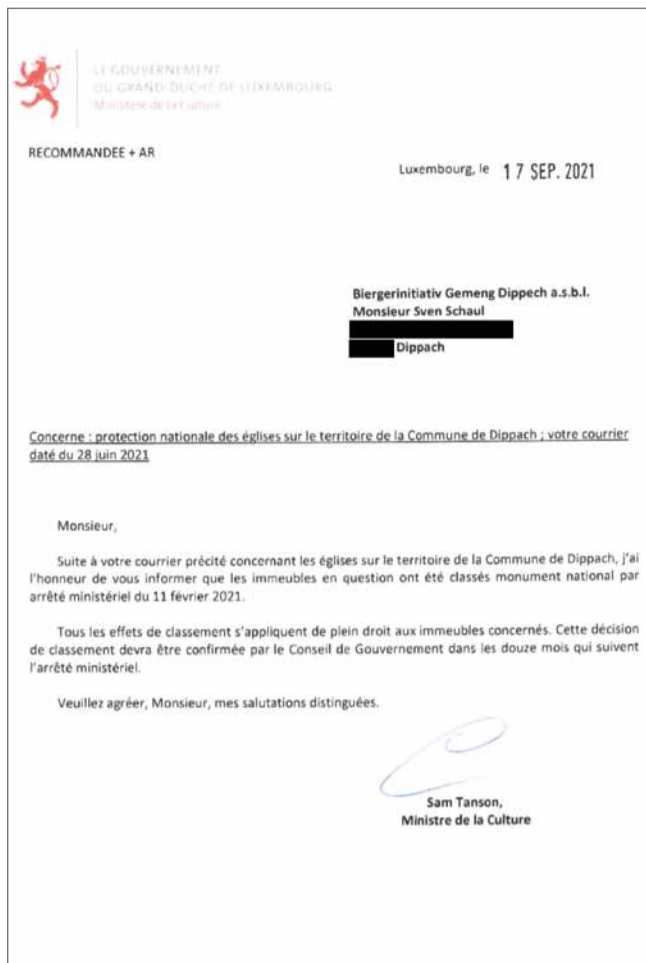 LE GOUVERNEMENT
DU GRAND-DUCHÉ DE LUXEMBOURG
Ministère de la Culture
RECOMMANDEE + AR
Luxembourg, le 17 SEP. 2021
Biergerinitiativ Gemeng Dippech a.s.b.l.
Monsieur Sven Schaul
Dippach
Concerne : protection nationale des églises sur le territoire de la Commune de Dippach ; votre courrier
daté du 28 juin 2021
Monsieur,
Suite à votre courrier précité concernant les églises sur le territoire de la Commune de Dippach, j'ai
l'honneur de vous informer que les immeubles en question ont été classés monument national par
arrêté ministériel du 11 février 2021.
Tous les effets de classement s'appliquent de plein droit aux immeubles concernés. Cette décision
de classement devra être confirmée par le Conseil de Gouvernement dans les douze mois qui suivent
l'arrêté ministériel.
Veuillez agréer, Monsieur, mes salutations distinguées.
Sam Tanson,
Ministre de la Culture